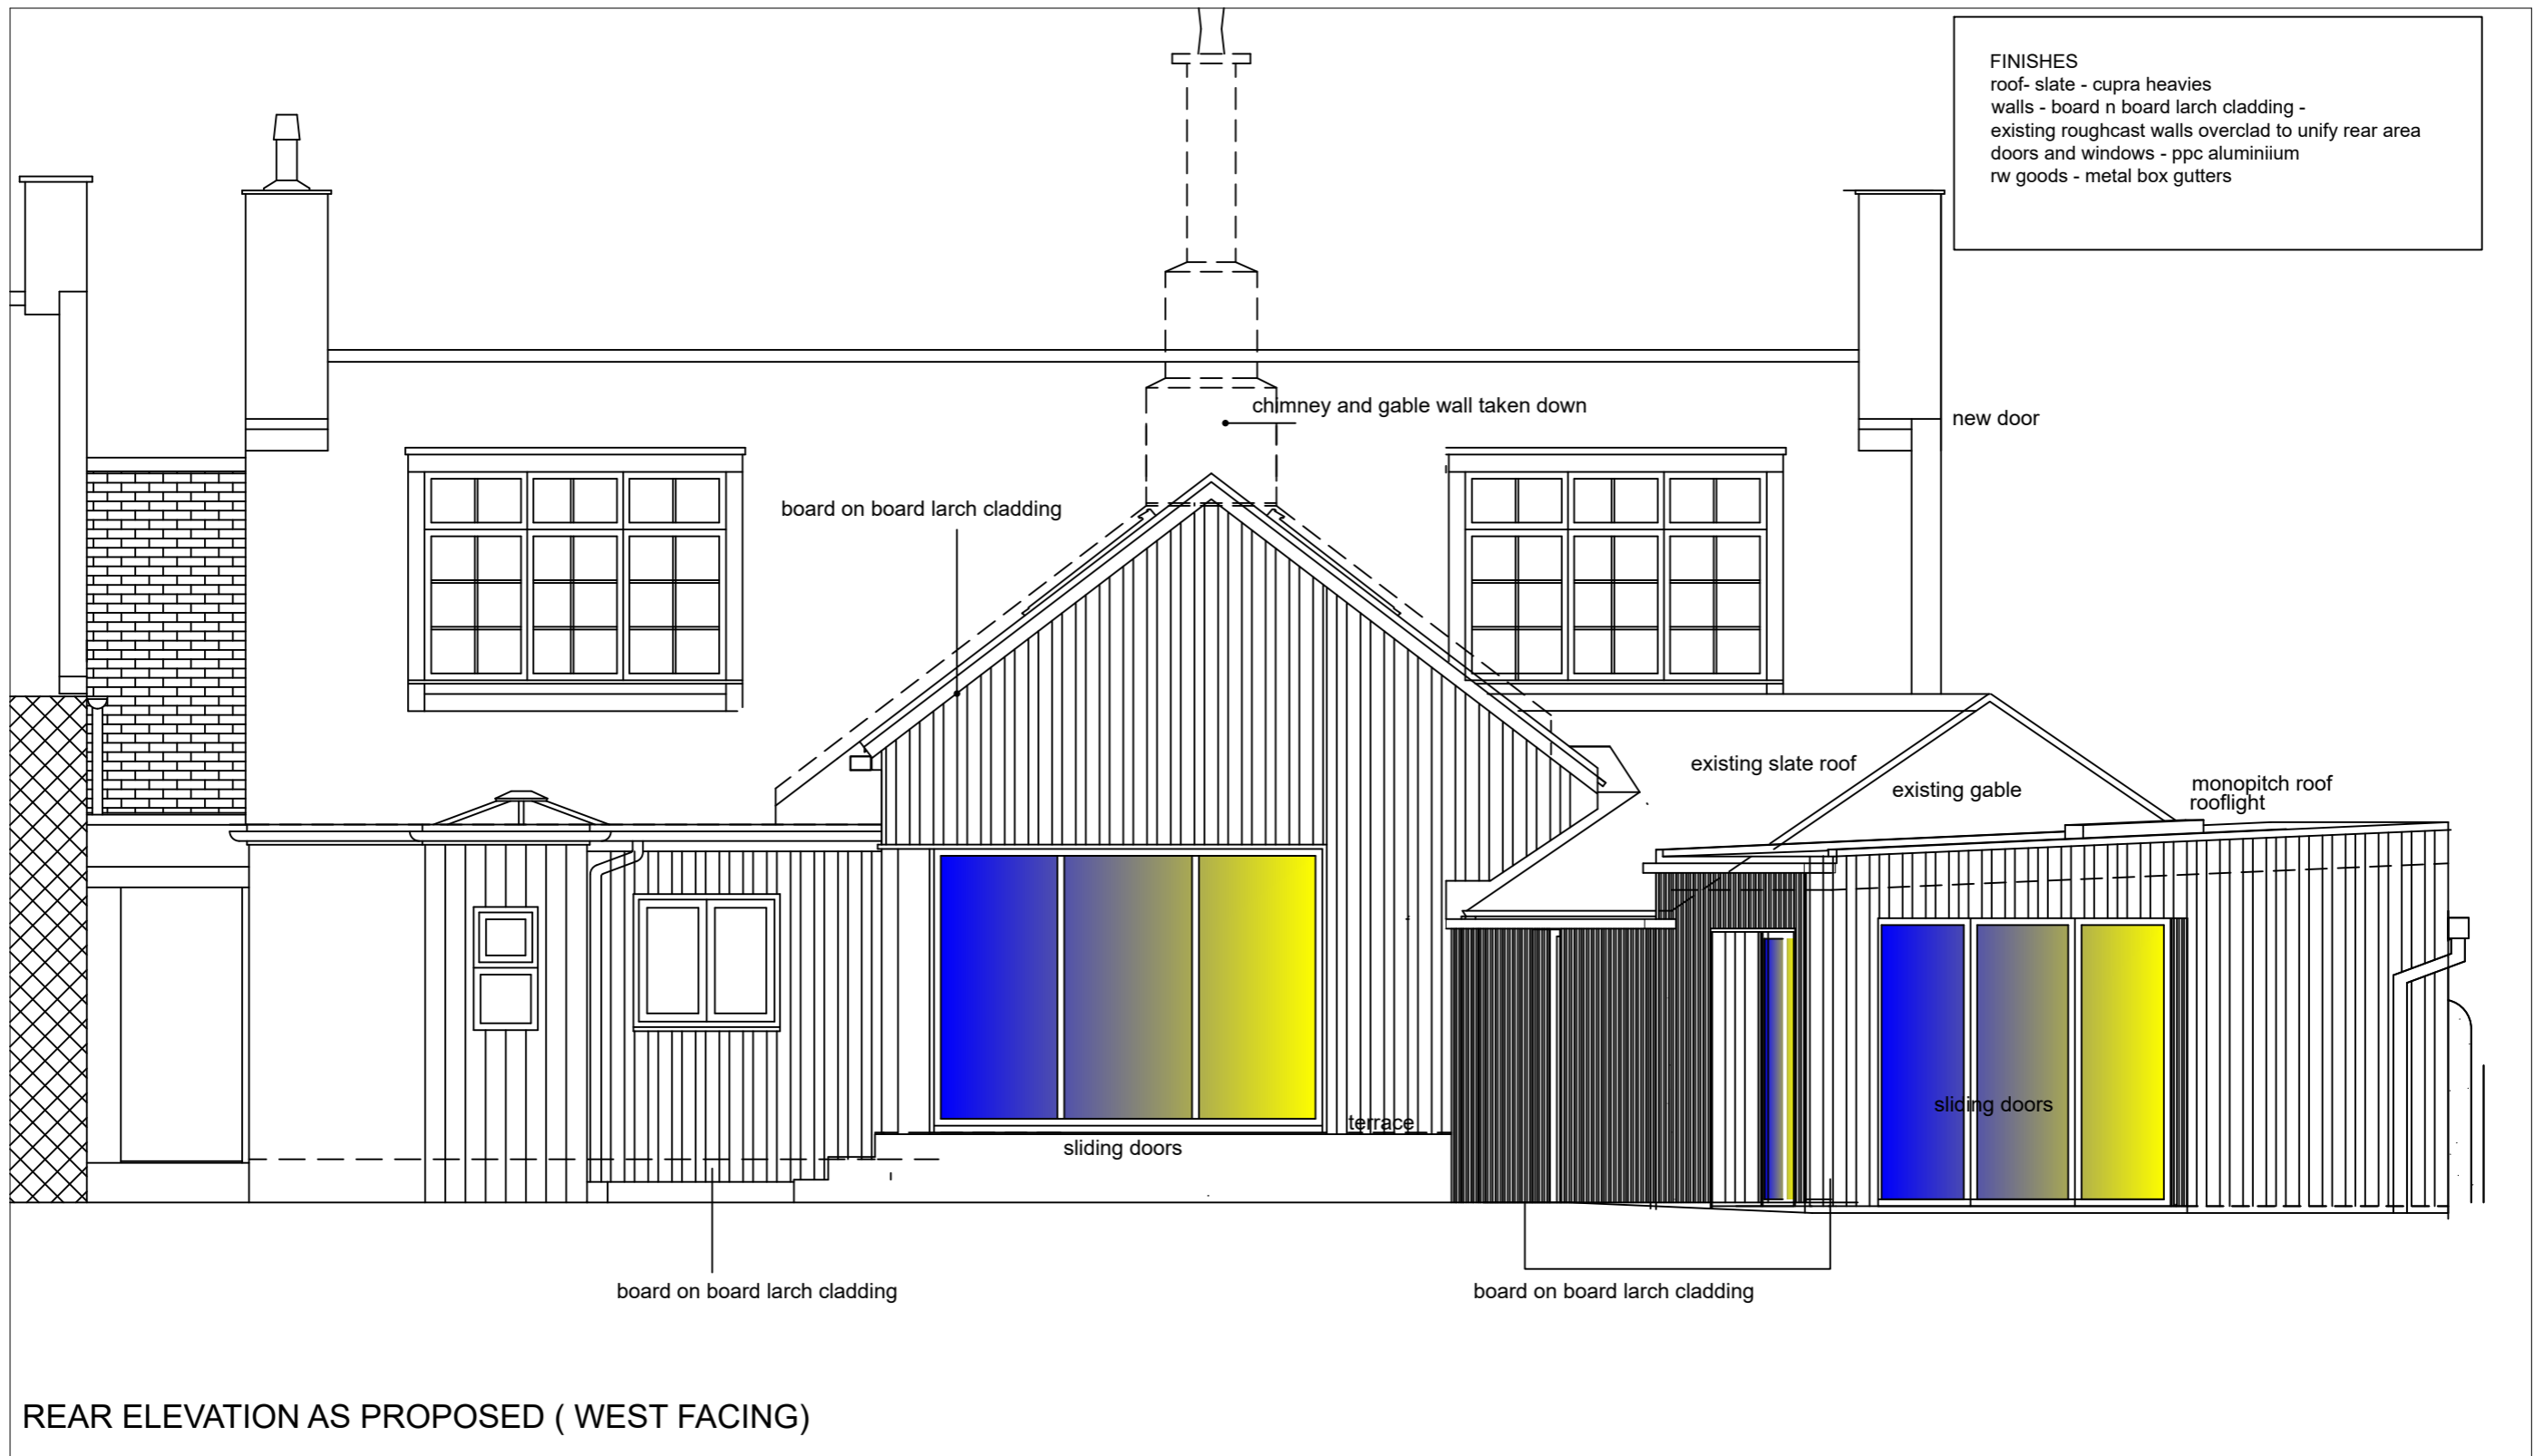 FINISHES
roof- slate - cupra heavies
walls - board n board larch cladding -
existing roughcast walls overclad to unify rear area
doors and windows - ppc aluminiium
rw goods - metal box gutters
chimney and gable wall taken down
new door
board on board larch cladding
existing slate roof
existing gable
monopitch roof
rooflight
sliding doors
terrace
sliding doors
board on board larch cladding
board on board larch cladding
REAR ELEVATION AS PROPOSED ( WEST FACING)